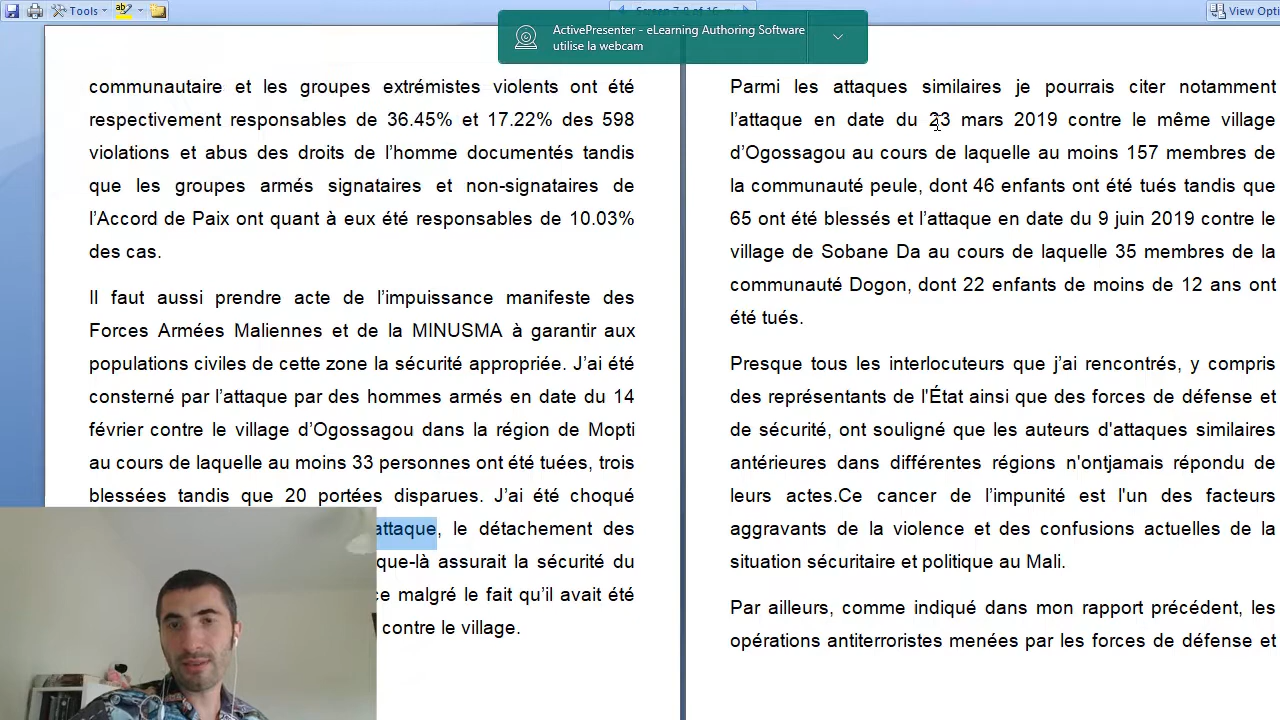 Tools
Screen 7-8 of 16
View Opti
ActivePresenter - eLearning Authoring Software
utilise la webcam
communautaire et les groupes extrémistes violents ont été
respectivement responsables de 36.45% et 17.22% des 598
violations et abus des droits de l’homme documentés tandis
que les groupes armés signataires et non-signataires de
l’Accord de Paix ont quant à eux été responsables de 10.03%
des cas.
Il faut aussi prendre acte de l’impuissance manifeste des
Forces Armées Maliennes et de la MINUSMA à garantir aux
populations civiles de cette zone la sécurité appropriée. J’ai été
consterné par l’attaque par des hommes armés en date du 14
février contre le village d’Ogossagou dans la région de Mopti
au cours de laquelle au moins 33 personnes ont été tuées, trois
blessées tandis que 20 portées disparues. J’ai été choqué
attaque, le détachement des
que-là assurait la sécurité du
ce malgré le fait qu’il avait été
contre le village.
Parmi les attaques similaires je pourrais citer notamment
l’attaque en date du 23 mars 2019 contre le même village
d’Ogossagou au cours de laquelle au moins 157 membres de
la communauté peule, dont 46 enfants ont été tués tandis que
65 ont été blessés et l’attaque en date du 9 juin 2019 contre le
village de Sobane Da au cours de laquelle 35 membres de la
communauté Dogon, dont 22 enfants de moins de 12 ans ont
été tués.
Presque tous les interlocuteurs que j’ai rencontrés, y compris
des représentants de l'État ainsi que des forces de défense et
de sécurité, ont souligné que les auteurs d'attaques similaires
antérieures dans différentes régions n'ontjamais répondu de
leurs actes.Ce cancer de l’impunité est l'un des facteurs
aggravants de la violence et des confusions actuelles de la
situation sécuritaire et politique au Mali.
Par ailleurs, comme indiqué dans mon rapport précédent, les
opérations antiterroristes menées par les forces de défense et